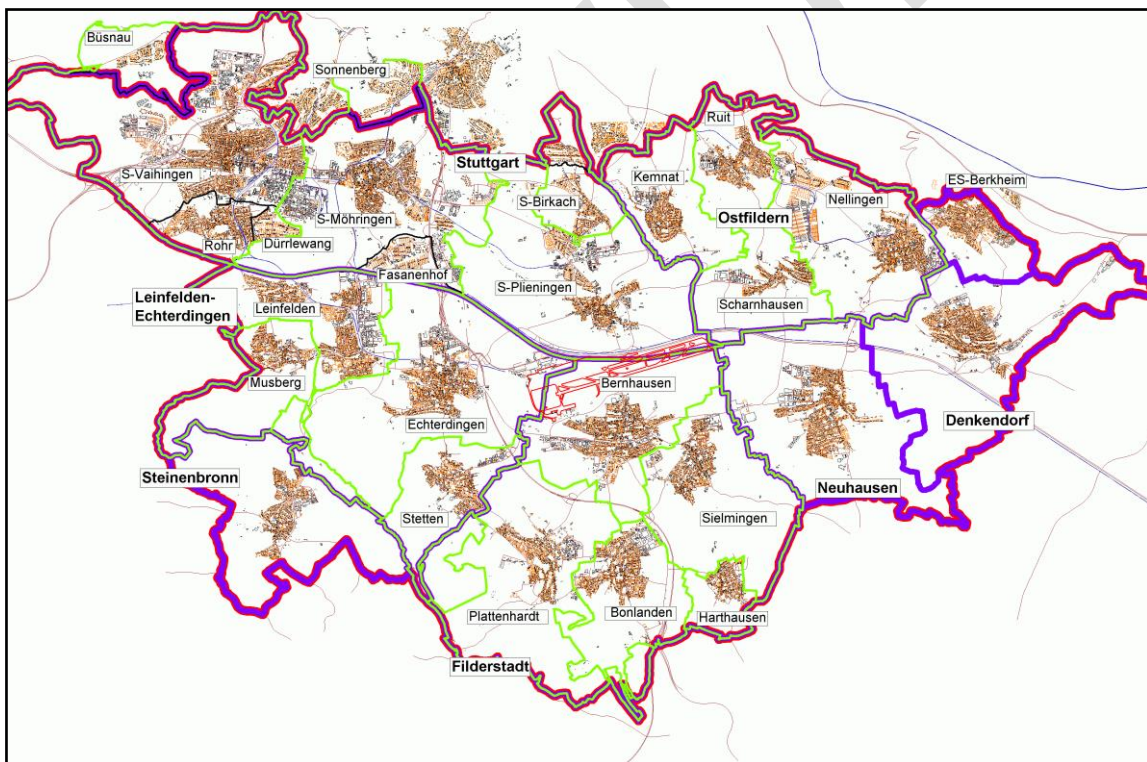 Büsnau
Sonnenberg
Ruit
Stuttgart
S-Vaihingen
Kemnat
ES-Berkheim
S-Birkach
Nellingen
S-Möhringen
Ostfildern
Rohr
Dürrlewang
Fasanenhof
S-Plieningen
Scharnhausen
Leinfelden-
Echterdingen
Leinfelden
Musberg
Bernhausen
Echterdingen
Denkendorf
Steinenbronn
Neuhausen
Stetten
Sielmingen
Plattenhardt
Bonlanden
Harthausen
Filderstadt